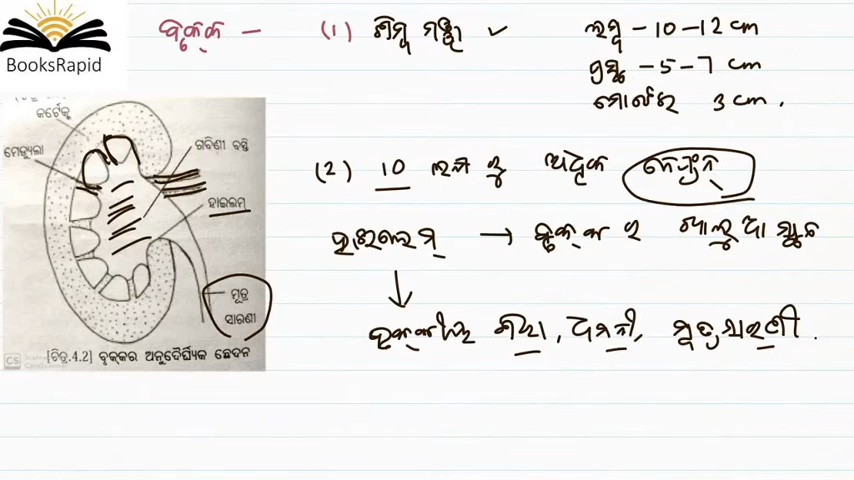 BooksRapid
ବୃକ୍‌କ — (1) ଶିମ୍ବ ମଞ୍ଜି ✓
ଲମ୍ବ - 10 - 12 cm
ପ୍ରସ୍ଥ - 5 - 7 cm
ମୋଟେଇ 3 cm.
କର୍ଟେକ୍ସ
ମେଡ୍ୟୁଲା
ଗବିଣୀ ବସ୍ତି
ହାଇଲମ୍
ମୂତ୍ର
ସାରଣୀ
CS
[ଚିତ୍ର.4.2] ବୃକ୍‌କର ଅନୁଦୈର୍ଘ୍ୟିକ ଛେଦନ
(2) 10 ଲକ୍ଷ ରୁ ଅଧିକ ନେଫ୍ରନ୍
ହାଇଲମ୍ → ବୃକ୍‌କ ର
ଶିରା, ଧମନୀ, ମୂତ୍ରସାରଣୀ.